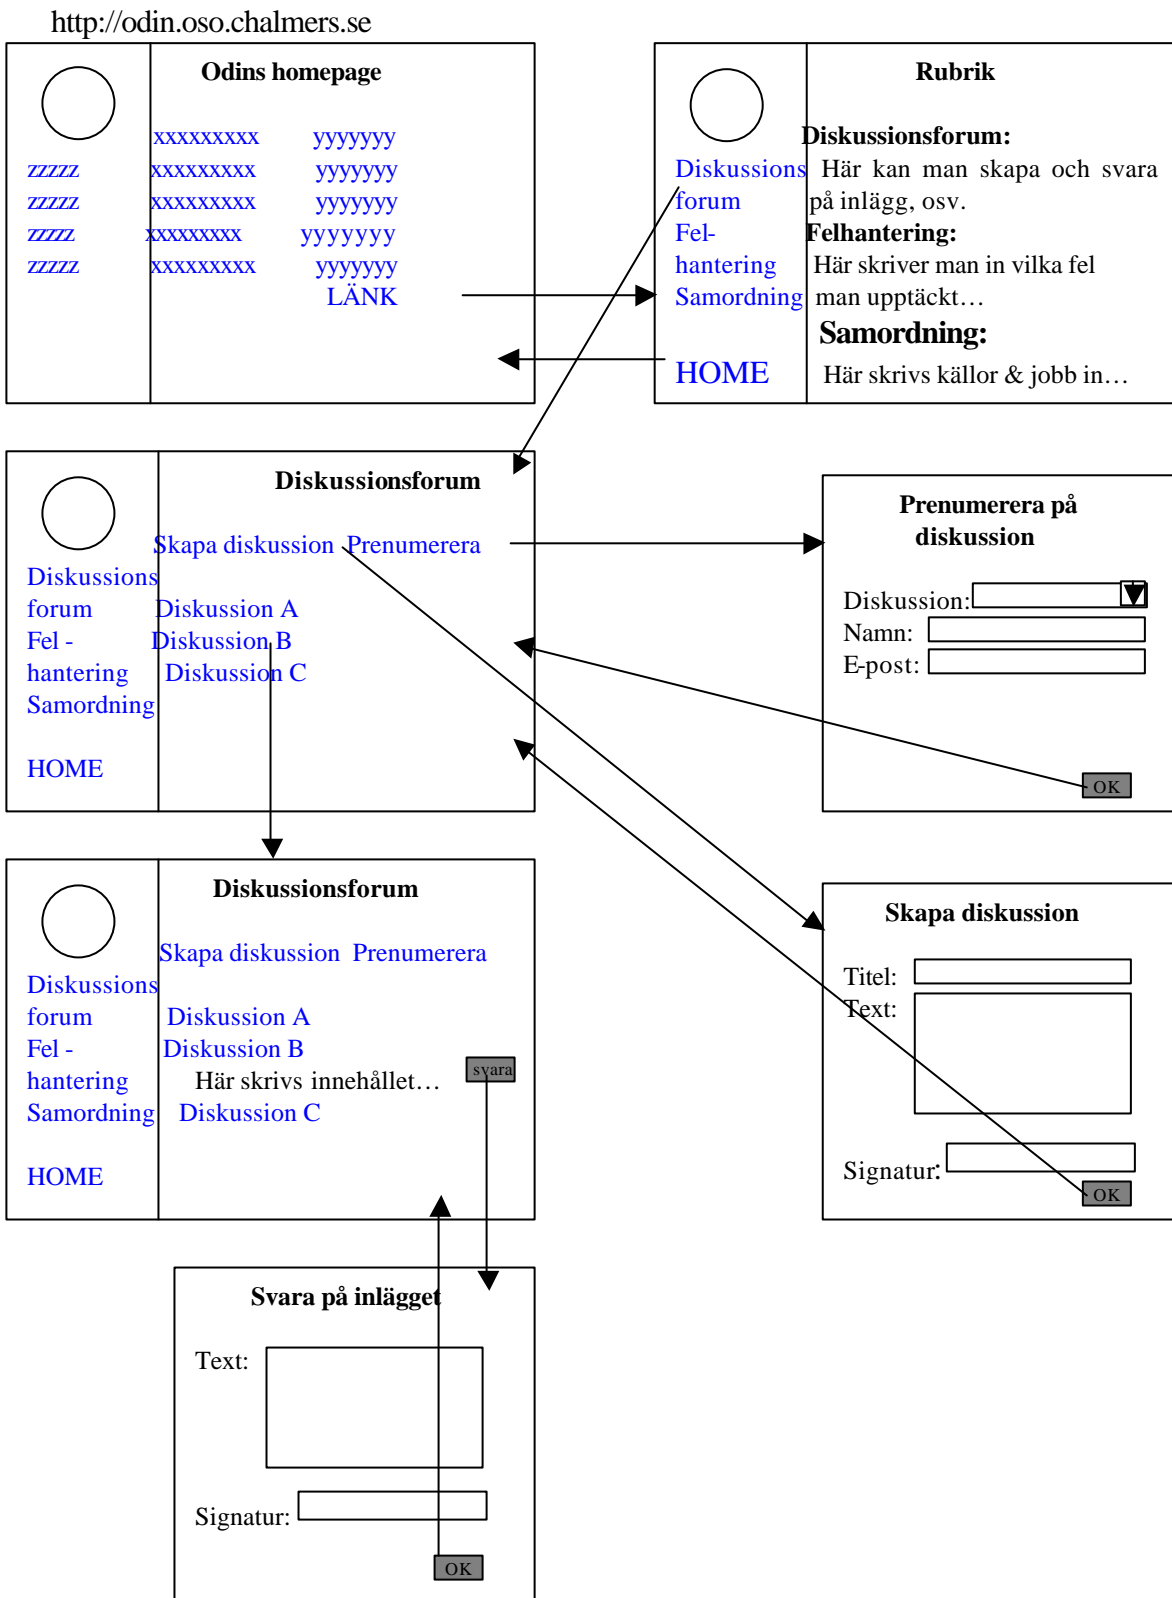 http://odin.oso.chalmers.se
Odins homepage
xxxxxxxxx yyyyyyy
zzzzz xxxxxxxxx yyyyyyy
zzzzz xxxxxxxxx yyyyyyy
zzzzz xxxxxxxxx yyyyyyy
zzzzz xxxxxxxxx yyyyyyy
LÄNK
Rubrik
Diskussionsforum:
Diskussions Här kan man skapa och svara
forum på inlägg, osv.
Fel- Felhantering:
hantering Här skriver man in vilka fel
Samordning man upptäckt…
Samordning:
HOME Här skrivs källor & jobb in…
Diskussionsforum
Skapa diskussion Prenumerera
Diskussions
forum Diskussion A
Fel - Diskussion B
hantering Diskussion C
Samordning
HOME
Prenumerera på
diskussion
Diskussion:
Namn:
E-post:
OK
Diskussionsforum
Skapa diskussion Prenumerera
Diskussions
forum Diskussion A
Fel - Diskussion B
hantering Här skrivs innehållet… svara
Samordning Diskussion C
HOME
Skapa diskussion
Titel:
Text:
Signatur:
OK
Svara på inlägget
Text:
Signatur:
OK